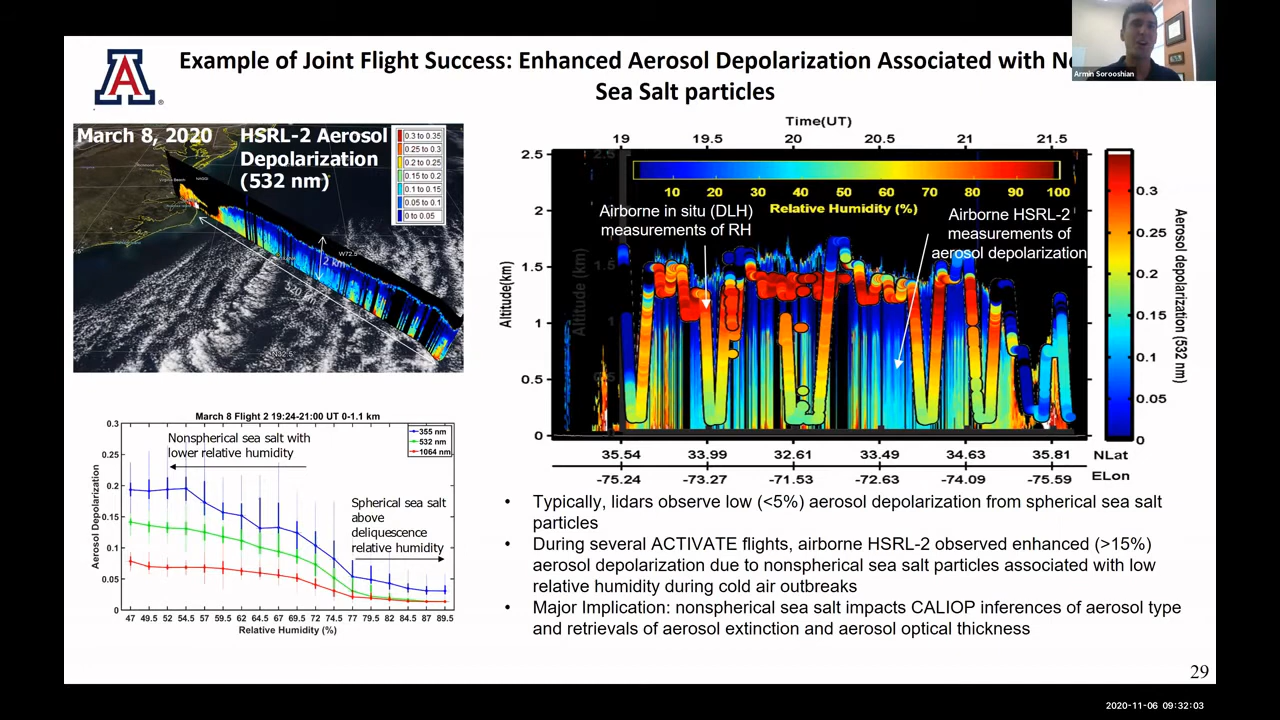 Example of Joint Flight Success: Enhanced Aerosol Depolarization Associated with
Sea Salt particles
A
Armin Sorooshian
March 8, 2020
HSRL-2 Aerosol
Depolarization
(532 nm)
0.3 to 0.35
0.25 to 0.3
0.2 to 0.25
0.15 to 0.2
0.1 to 0.15
0.05 to 0.1
0 to 0.05
2 km
W72.5
N32.5
Time(UT)
19 19.5 20 20.5 21 21.5
2.5
2
1.5
1
0.5
0
Altitude(km)
Altitude (km)
10 20 30 40 50 60 70 80 90 100
Relative Humidity (%)
Airborne in situ (DLH)
measurements of RH
Airborne HSRL-2
measurements of
aerosol depolarization
0.3
0.25
0.2
0.15
0.1
0.05
0
Aerosol depolarization (532 nm)
35.54 33.99 32.61 33.49 34.63 35.81 NLat
-75.24 -73.27 -71.53 -72.63 -74.09 -75.59 ELon
March 8 Flight 2 19:24-21:00 UT 0-1.1 km
0.3
0.25
0.2
0.15
0.1
0.05
0
Aerosol Depolarization
355 nm
532 nm
1064 nm
Nonspherical sea salt with
lower relative humidity
Spherical sea salt
above
deliquescence
relative humidity
47 49.5 52 54.5 57 59.5 62 64.5 67 69.5 72 74.5 77 79.5 82 84.5 87 89.5
Relative Humidity (%)
• Typically, lidars observe low (<5%) aerosol depolarization from spherical sea salt
particles
• During several ACTIVATE flights, airborne HSRL-2 observed enhanced (>15%)
aerosol depolarization due to nonspherical sea salt particles associated with low
relative humidity during cold air outbreaks
• Major Implication: nonspherical sea salt impacts CALIOP inferences of aerosol type
and retrievals of aerosol extinction and aerosol optical thickness
29
2020-11-06 09:32:03